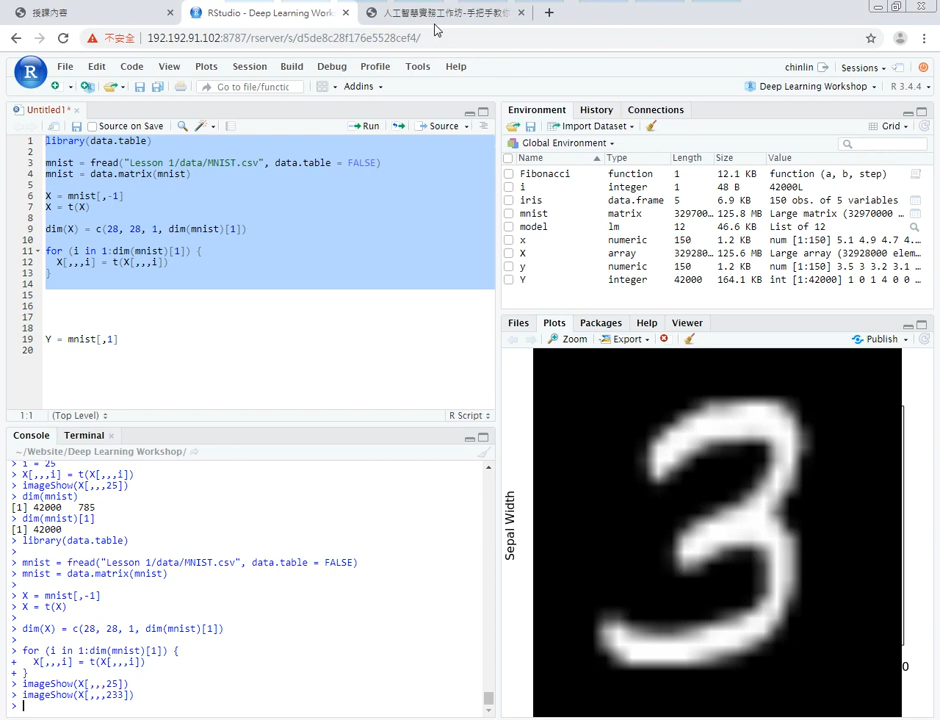 授課內容
RStudio - Deep Learning Works
人工智慧實務工作坊-手把手教你
不安全 192.192.91.102:8787/rserver/s/d5de8c28f176e5528cef4/
File Edit Code View Plots Session Build Debug Profile Tools Help
chinlin Sessions
Go to file/functic
Addins
Deep Learning Workshop R 3.4.4
Untitled1*
Source on Save
Run
Source
1 library(data.table)
2
3 mnist = fread("Lesson 1/data/MNIST.csv", data.table = FALSE)
4 mnist = data.matrix(mnist)
5
6 X = mnist[,-1]
7 X = t(X)
8
9 dim(X) = c(28, 28, 1, dim(mnist)[1])
10
11 for (i in 1:dim(mnist)[1]) {
12 X[,,,i] = t(X[,,,i])
13 }
14
15
16
17
18
19 Y = mnist[,1]
20
1:1 (Top Level) R Script
Console Terminal
~/Website/Deep Learning Workshop/
> i = 25
> X[,,,i] = t(X[,,,i])
> imageShow(X[,,,25])
> dim(mnist)
[1] 42000 785
> dim(mnist)[1]
[1] 42000
> library(data.table)
>
> mnist = fread("Lesson 1/data/MNIST.csv", data.table = FALSE)
> mnist = data.matrix(mnist)
>
> X = mnist[,-1]
> X = t(X)
>
> dim(X) = c(28, 28, 1, dim(mnist)[1])
>
> for (i in 1:dim(mnist)[1]) {
+ X[,,,i] = t(X[,,,i])
+ }
> imageShow(X[,,,25])
> imageShow(X[,,,233])
>
Environment History Connections
Import Dataset
Grid
Global Environment
Name Type Length Size Value
Fibonacci function 1 12.1 KB function (a, b, step)
i integer 1 48 B 42000L
iris data.frame 5 6.9 KB 150 obs. of 5 variables
mnist matrix 329700… 125.8 MB Large matrix (32970000 …
model lm 12 46.6 KB List of 12
x numeric 150 1.2 KB num [1:150] 5.1 4.9 4.7 4.…
X array 329280… 125.6 MB Large array (32928000 elem…
y numeric 150 1.2 KB num [1:150] 3.5 3 3.2 3.1 …
Y integer 42000 164.1 KB int [1:42000] 1 0 1 4 0 0 …
Files Plots Packages Help Viewer
Zoom Export
Publish
Sepal Width
3
0